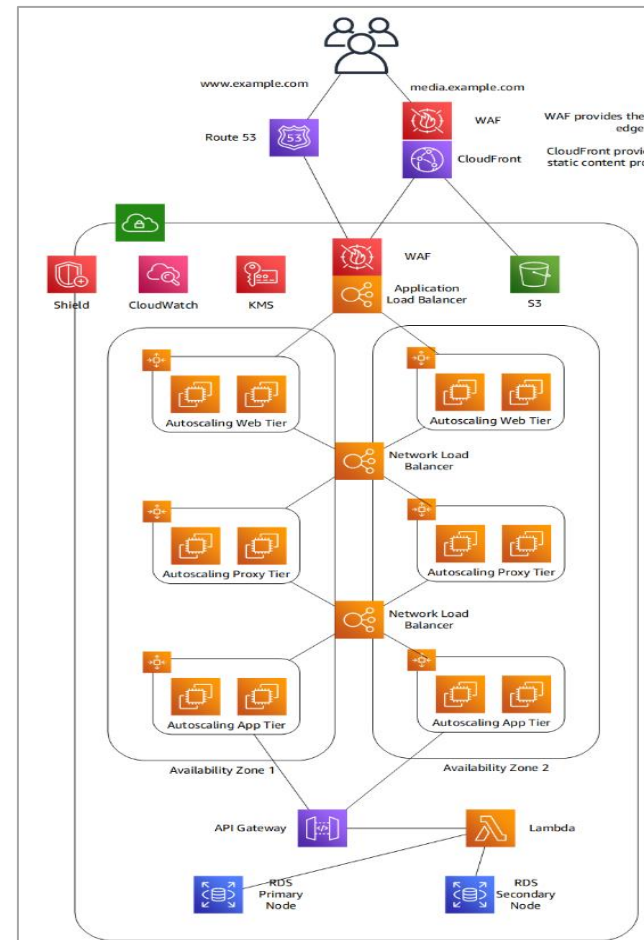 www.example.com
media.example.com
Route 53
53
WAF
WAF provides the
edge
CloudFront
CloudFront provi
static content pro
WAF
Application
Load Balancer
Shield
CloudWatch
KMS
S3
Autoscaling Web Tier
Autoscaling Web Tier
Network Load
Balancer
Autoscaling Proxy Tier
Autoscaling Proxy Tier
Network Load
Balancer
Autoscaling App Tier
Autoscaling App Tier
Availability Zone 1
Availability Zone 2
API Gateway
Lambda
RDS
Primary
Node
RDS
Secondary
Node